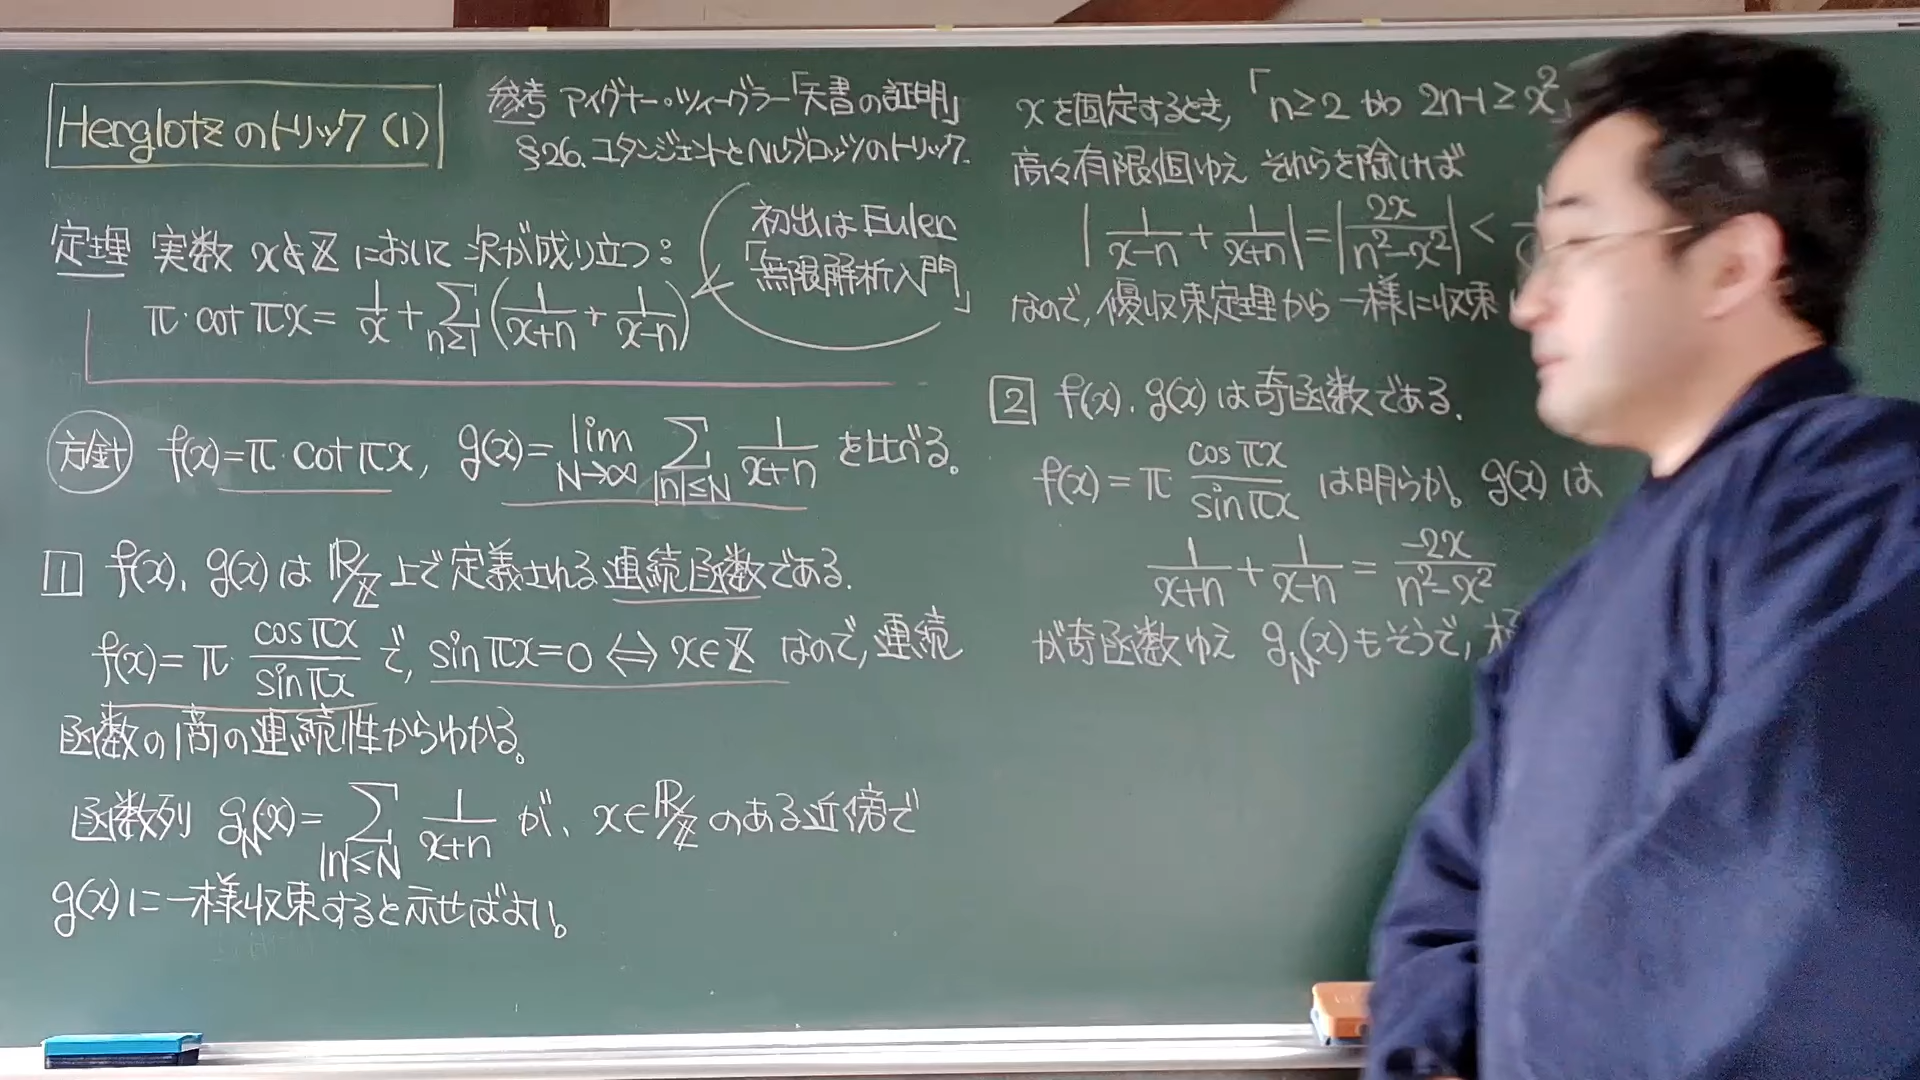 Henglotzのトリック (1)
参考 アイグナー・ツィーグラー「天書の証明」
§26. コタンジェントとヘルグロッツのトリック.
定理 実数 x∉ℤ において 次が成り立つ:
π·cot πx = 1/x + Σ_{n≥1} (1/(x+n) + 1/(x-n))
初出は Euler
「無限解析入門」
方針 f(x)=π·cot πx, g(x)= lim_{N→∞} Σ_{|n|≤N} 1/(x+n) を比べる。
1 f(x), g(x) は ℝ/ℤ 上で定義される連続函数である.
f(x)= π· cosπx/sinπx で, sinπx=0 ⇔ x∈ℤ なので, 連続
函数の商の連続性からわかる。
函数列 g_N(x)= Σ_{|n|≤N} 1/(x+n) が、x∈ℝ/ℤ のある近傍で
g(x)に一様収束すると示せばよい。
xを固定するとき, 「n≥2 かつ 2n-1≥x²」
高々有限個ゆえ それらを除けば
|1/(x-n) + 1/(x+n)| = |2x/(n²-x²)| <
なので, 優収束定理から 一様に収束
2 f(x), g(x) は奇函数である.
f(x) = π cosπx/sinπx は明らか。g(x) は
1/(x+n) + 1/(x-n) = -2x/(n²-x²)
が奇函数ゆえ g_N(x)もそうで,